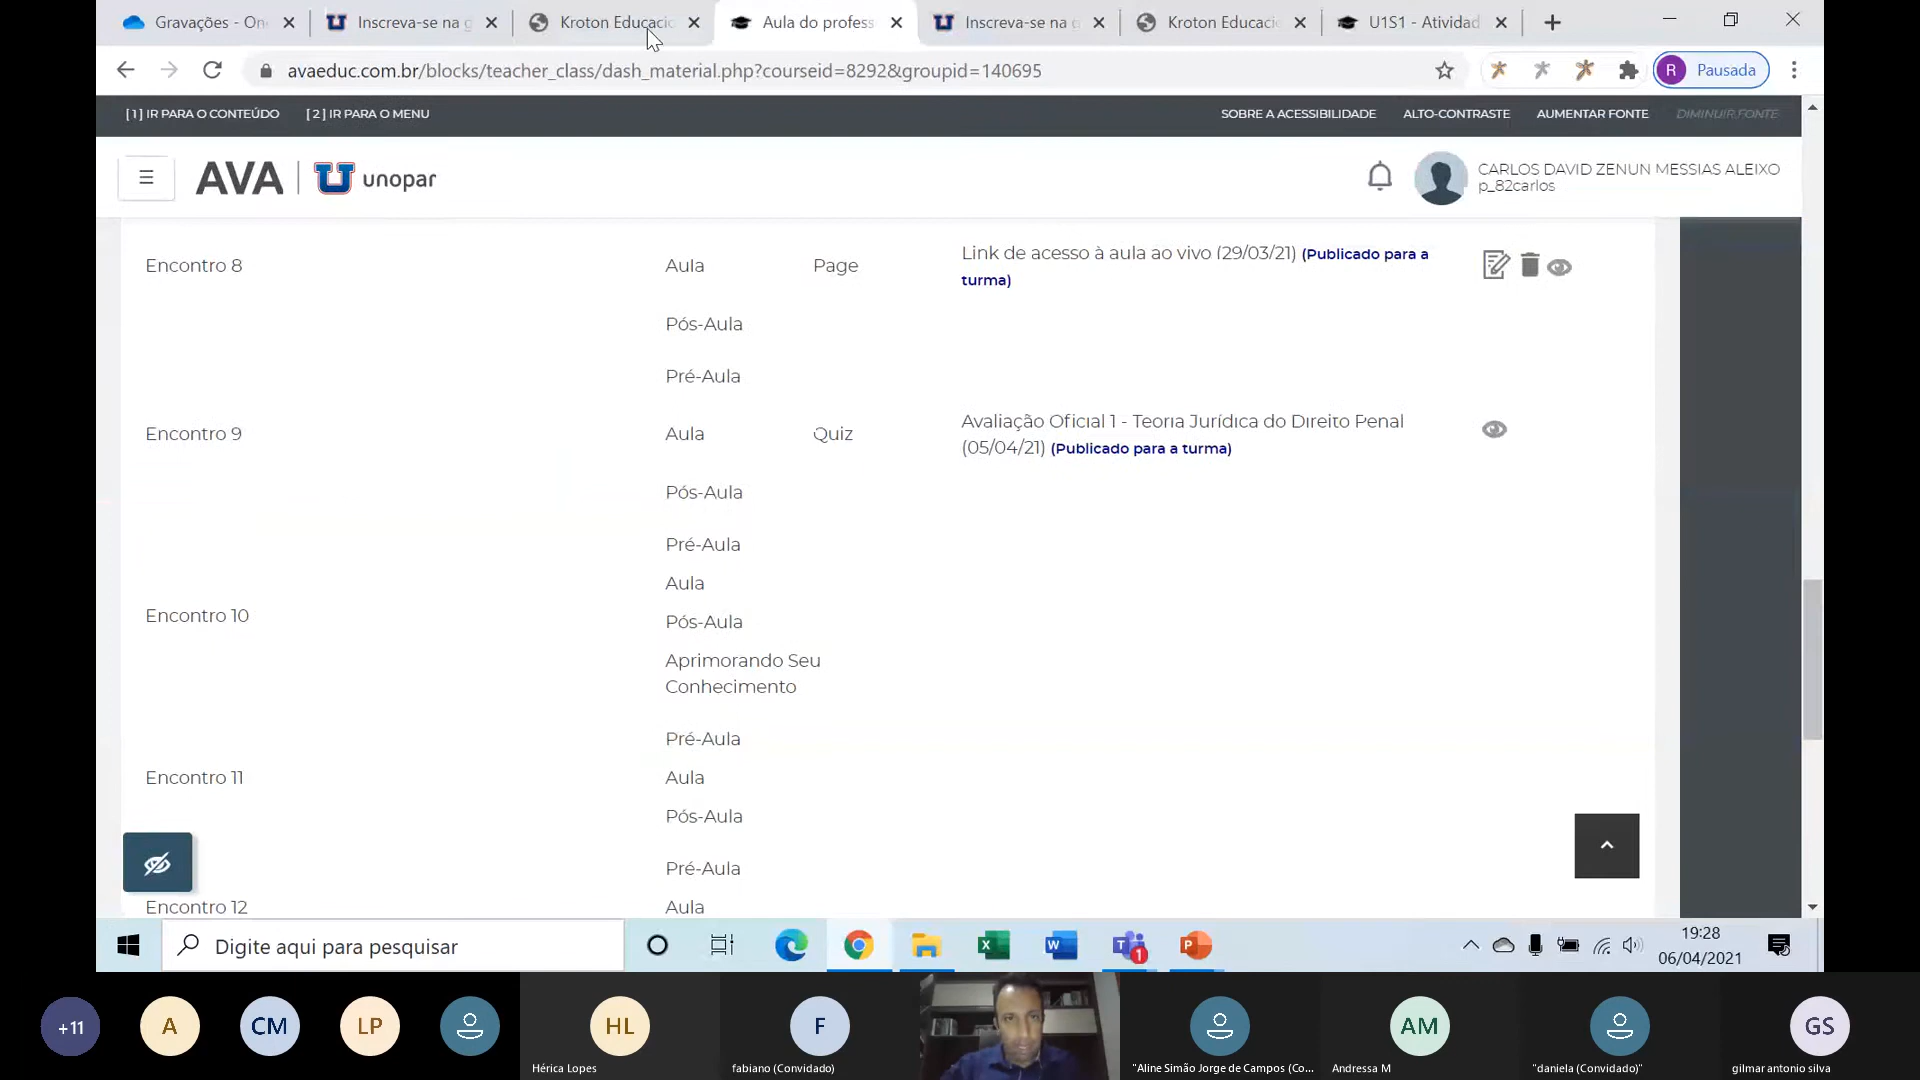 Gravações - On
Inscreva-se na g
Kroton Educacio
Aula do profess
Inscreva-se na g
Kroton Educacio
U1S1 - Atividad
avaeduc.com.br/blocks/teacher_class/dash_material.php?courseid=8292&groupid=140695
R
Pausada
[ 1 ] IR PARA O CONTEÚDO
[ 2 ] IR PARA O MENU
SOBRE A ACESSIBILIDADE
ALTO-CONTRASTE
AUMENTAR FONTE
DIMINUIR FONTE
AVA
unopar
CARLOS DAVID ZENUN MESSIAS ALEIXO
p_82carlos
Encontro 8
Aula
Page
Link de acesso à aula ao vivo (29/03/21) (Publicado para a
turma)
Pós-Aula
Pré-Aula
Encontro 9
Aula
Quiz
Avaliação Oficial 1 - Teoria Jurídica do Direito Penal
(05/04/21) (Publicado para a turma)
Pós-Aula
Pré-Aula
Aula
Encontro 10
Pós-Aula
Aprimorando Seu
Conhecimento
Pré-Aula
Encontro 11
Aula
Pós-Aula
Pré-Aula
Encontro 12
Aula
Digite aqui para pesquisar
1
19:28
06/04/2021
+11
A
CM
LP
HL
Hérica Lopes
F
fabiano (Convidado)
"Aline Simão Jorge de Campos (Co...
AM
Andressa M
"daniela (Convidado)"
GS
gilmar antonio silva